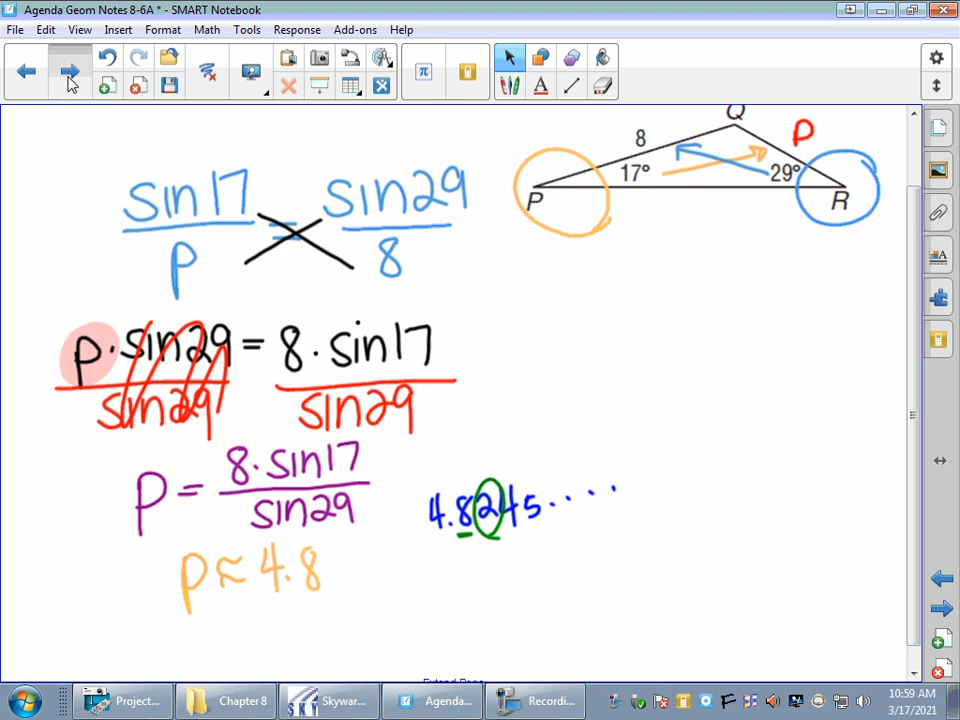 Agenda Geom Notes 8-6A * - SMART Notebook
File Edit View Insert Format Math Tools Response Add-ons Help
π
A
Q
8
p
17°
29°
P
R
sin17 = sin29
p 8
p · sin29 = 8 · sin17
sin29 sin29
p = 8 · sin17
sin29
4.8245....
p ≈ 4.8
Extend Page
Project...
Chapter 8
Skywar...
Agenda...
Recordi...
10:59 AM
3/17/2021